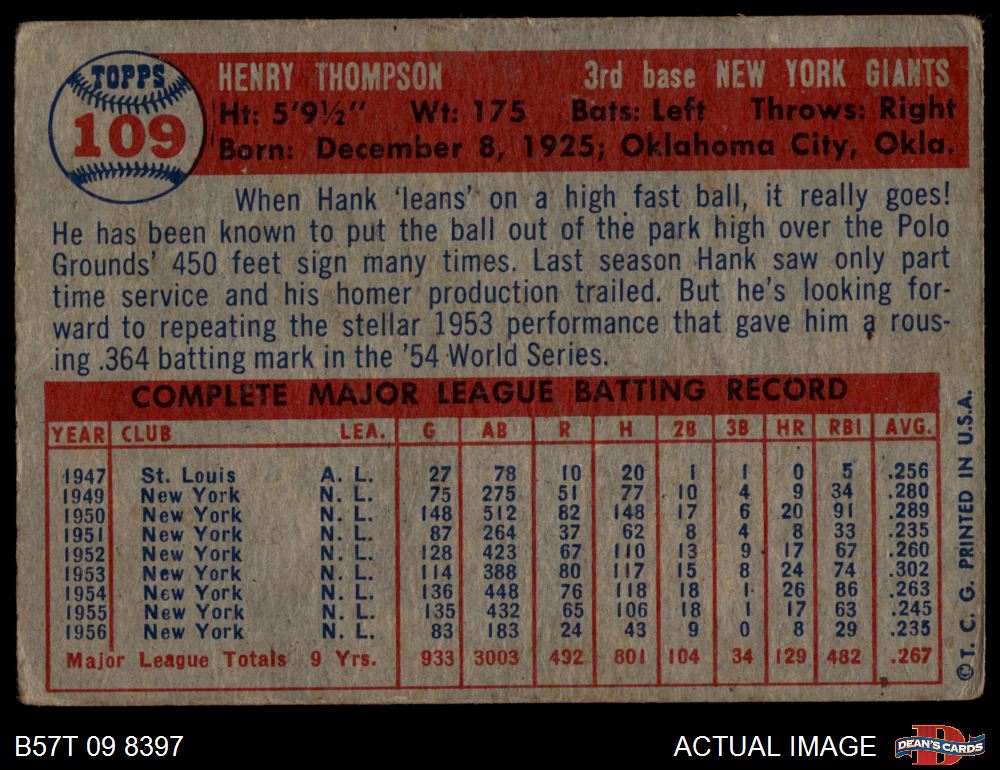 TOPPS
109
HENRY THOMPSON 3rd base NEW YORK GIANTS
Ht: 5'9½" Wt: 175 Bats: Left Throws: Right
Born: December 8, 1925; Oklahoma City, Okla.
When Hank 'leans' on a high fast ball, it really goes!
He has been known to put the ball out of the park high over the Polo
Grounds' 450 feet sign many times. Last season Hank saw only part
time service and his homer production trailed. But he's looking for-
ward to repeating the stellar 1953 performance that gave him a rous-
ing .364 batting mark in the '54 World Series.
COMPLETE MAJOR LEAGUE BATTING RECORD
YEAR CLUB LEA. G AB R H 2B 3B HR RBI AVG.
1947 St. Louis A. L. 27 78 10 20 1 1 0 5 .256
1949 New York N. L. 75 275 51 77 10 4 9 34 .280
1950 New York N. L. 148 512 82 148 17 6 20 91 .289
1951 New York N. L. 87 264 37 62 8 4 8 33 .235
1952 New York N. L. 128 423 67 110 13 9 17 67 .260
1953 New York N. L. 114 388 80 117 15 8 24 74 .302
1954 New York N. L. 136 448 76 118 18 1 26 86 .263
1955 New York N. L. 135 432 65 106 18 1 17 63 .245
1956 New York N. L. 83 183 24 43 9 0 8 29 .235
Major League Totals 9 Yrs. 933 3003 492 801 104 34 129 482 .267
©T. C. G. PRINTED IN U.S.A.
B57T 09 8397
ACTUAL IMAGE
D
DEAN'S CARDS